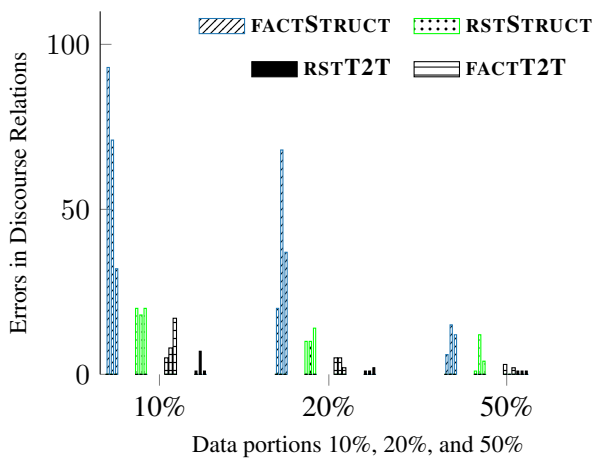 FACTSTRUCT RSTSTRUCT
RSTT2T FACTT2T
100
50
0
Errors in Discourse Relations
10% 20% 50%
Data portions 10%, 20%, and 50%